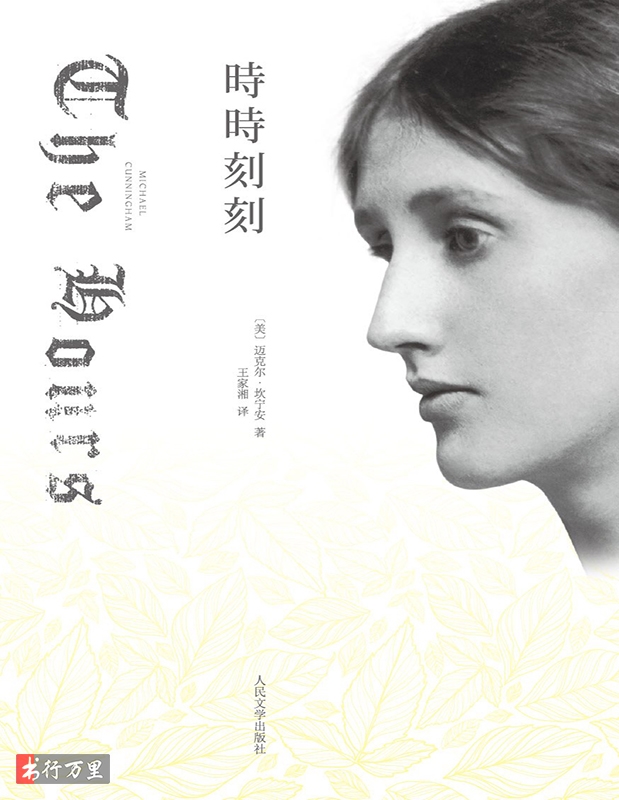 The Hours
MICHAEL
CUNNINGHAM
時時刻刻
〔美〕迈克尔·坎宁安 著
王家湘 译
人民文学出版社
书行万里